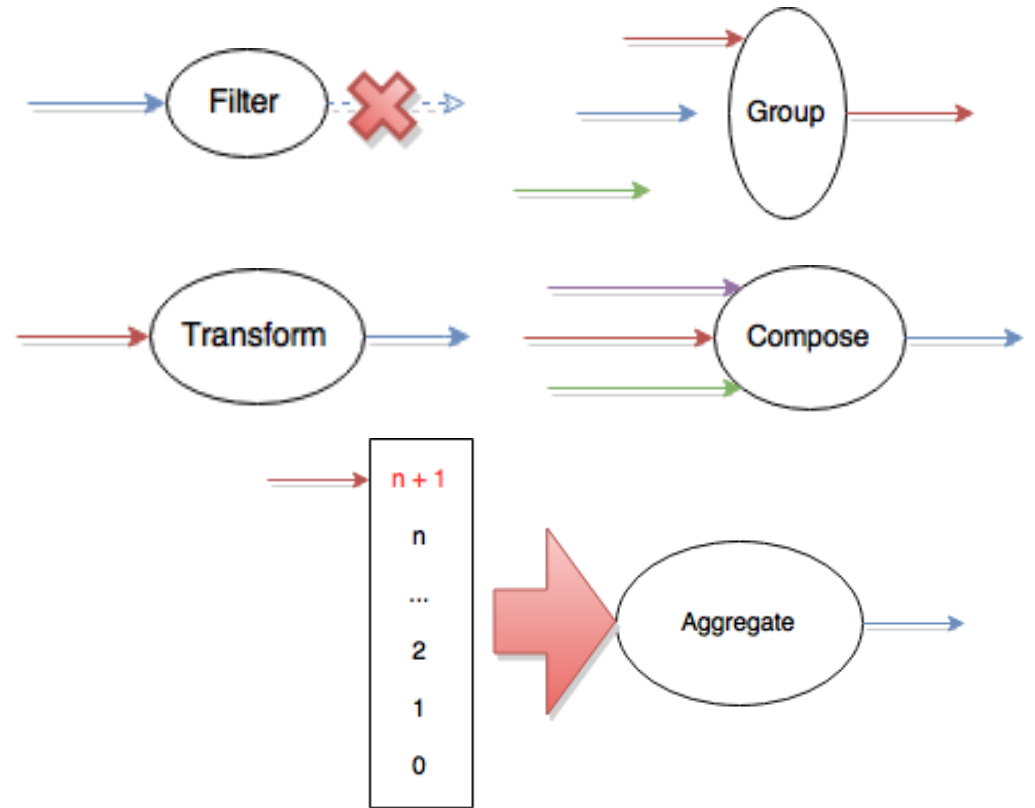 Filter
Group
Transform
Compose
n + 1
n
...
2
1
0
Aggregate